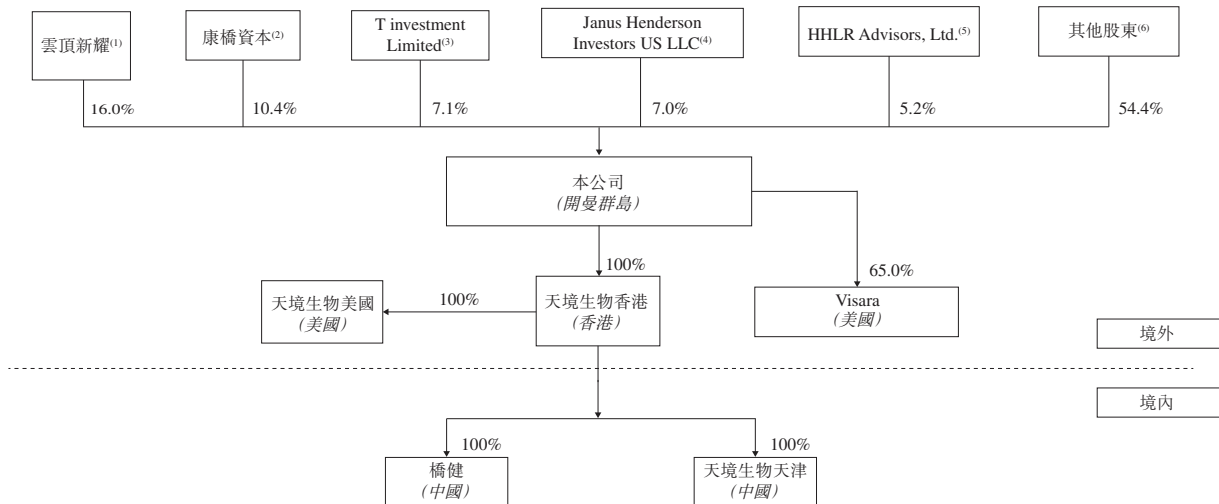 雲頂新耀(1)
康橋資本(2)
T investment
Limited(3)
Janus Henderson
Investors US LLC(4)
HHLR Advisors, Ltd.(5)
其他股東(6)
16.0%
10.4%
7.1%
7.0%
5.2%
54.4%
本公司
(開曼群島)
100%
65.0%
天境生物美國
(美國)
100%
天境生物香港
(香港)
Visara
(美國)
境外
境內
100%
100%
橋健
(中國)
天境生物天津
(中國)